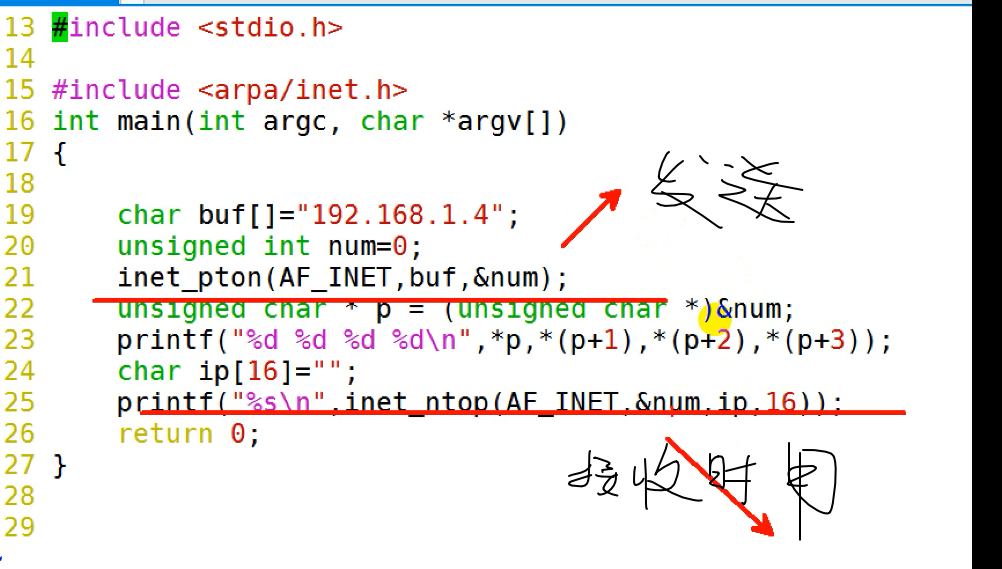 13 #include <stdio.h>
14
15 #include <arpa/inet.h>
16 int main(int argc, char *argv[])
17 {
18
发送
19     char buf[]="192.168.1.4";
20     unsigned int num=0;
21     inet_pton(AF_INET,buf,&num);
22     unsigned char * p = (unsigned char *)&num;
23     printf("%d %d %d %d\n",*p,*(p+1),*(p+2),*(p+3));
24     char ip[16]="";
25     printf("%s\n",inet_ntop(AF_INET,&num,ip,16));
26     return 0;
27 }
接收时用
28
29